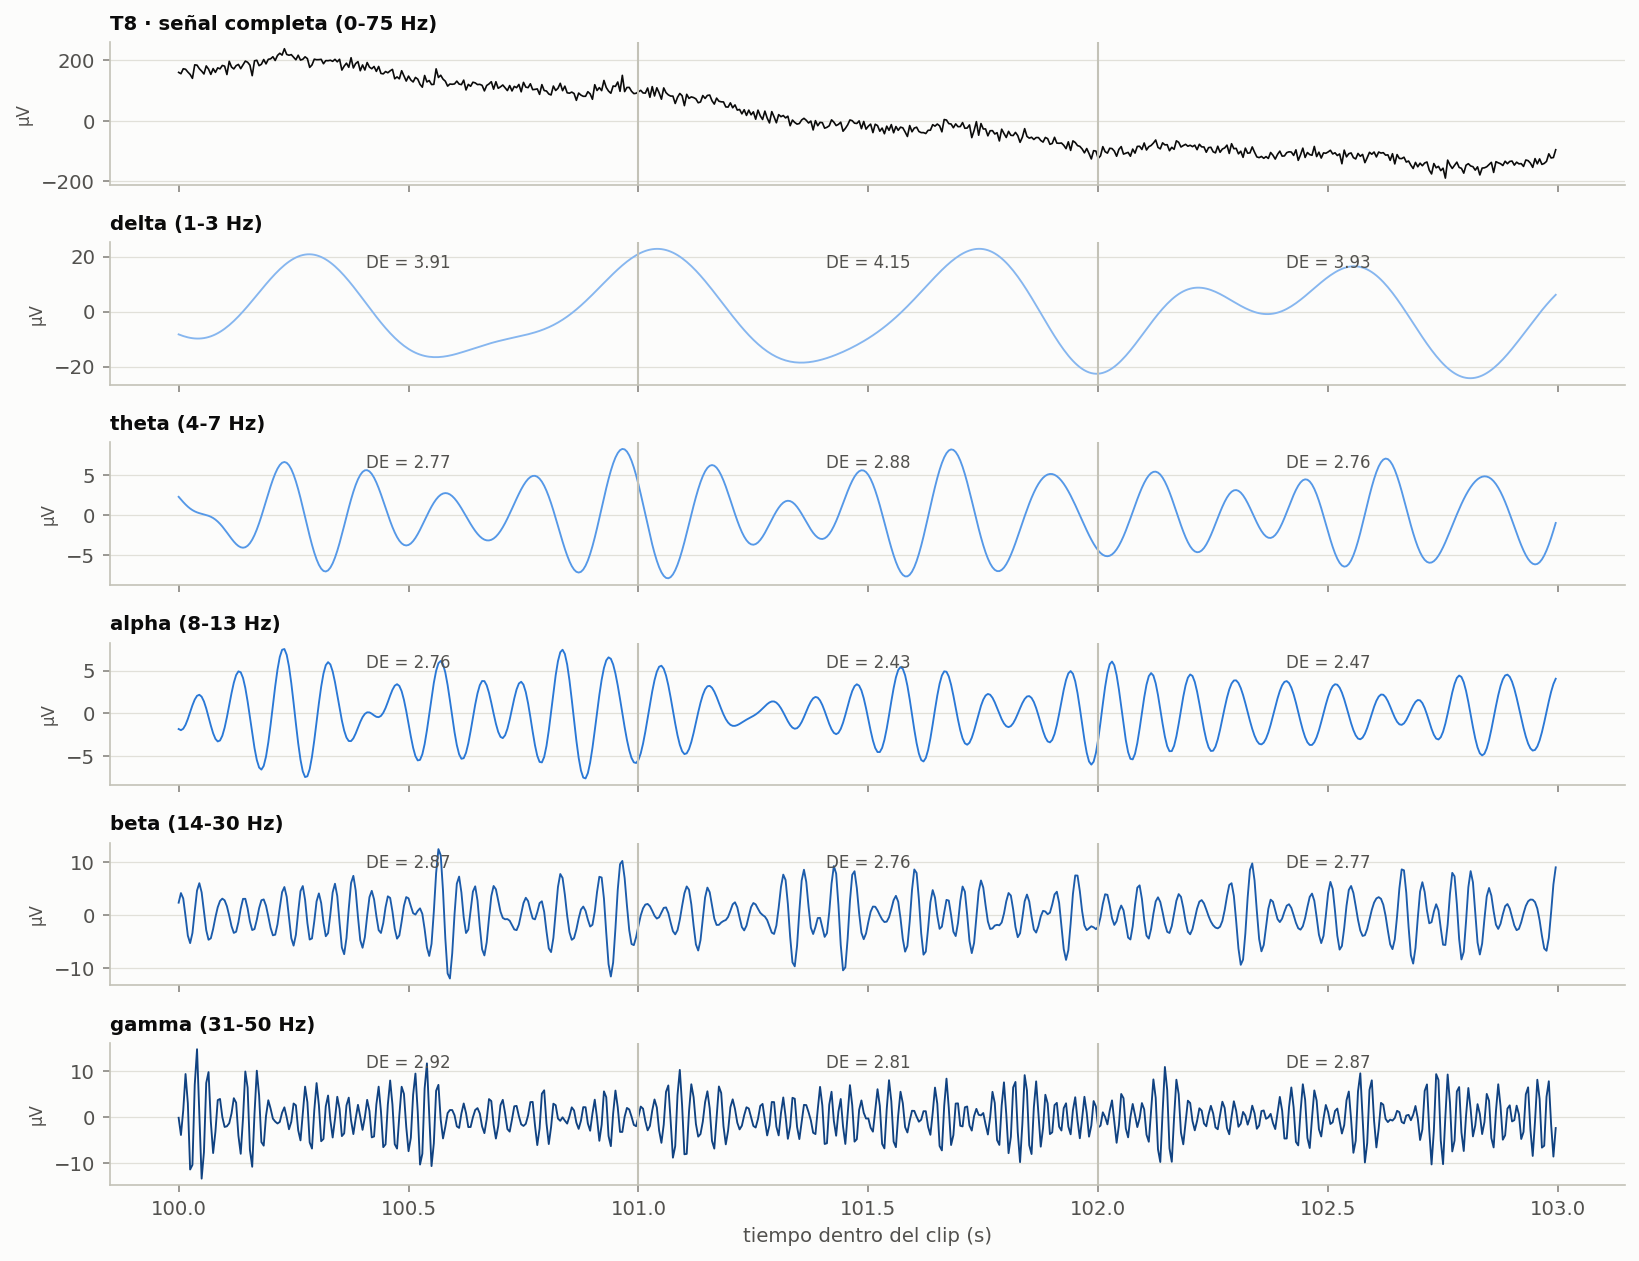 T8 · señal completa (0-75 Hz)
200
0
−200
µV
delta (1-3 Hz)
20
0
−20
µV
DE = 3.91
DE = 4.15
DE = 3.93
theta (4-7 Hz)
5
0
−5
µV
DE = 2.77
DE = 2.88
DE = 2.76
alpha (8-13 Hz)
5
0
−5
µV
DE = 2.76
DE = 2.43
DE = 2.47
beta (14-30 Hz)
10
0
−10
µV
DE = 2.87
DE = 2.76
DE = 2.77
gamma (31-50 Hz)
10
0
−10
µV
DE = 2.92
DE = 2.81
DE = 2.87
100.0 100.5 101.0 101.5 102.0 102.5 103.0
tiempo dentro del clip (s)